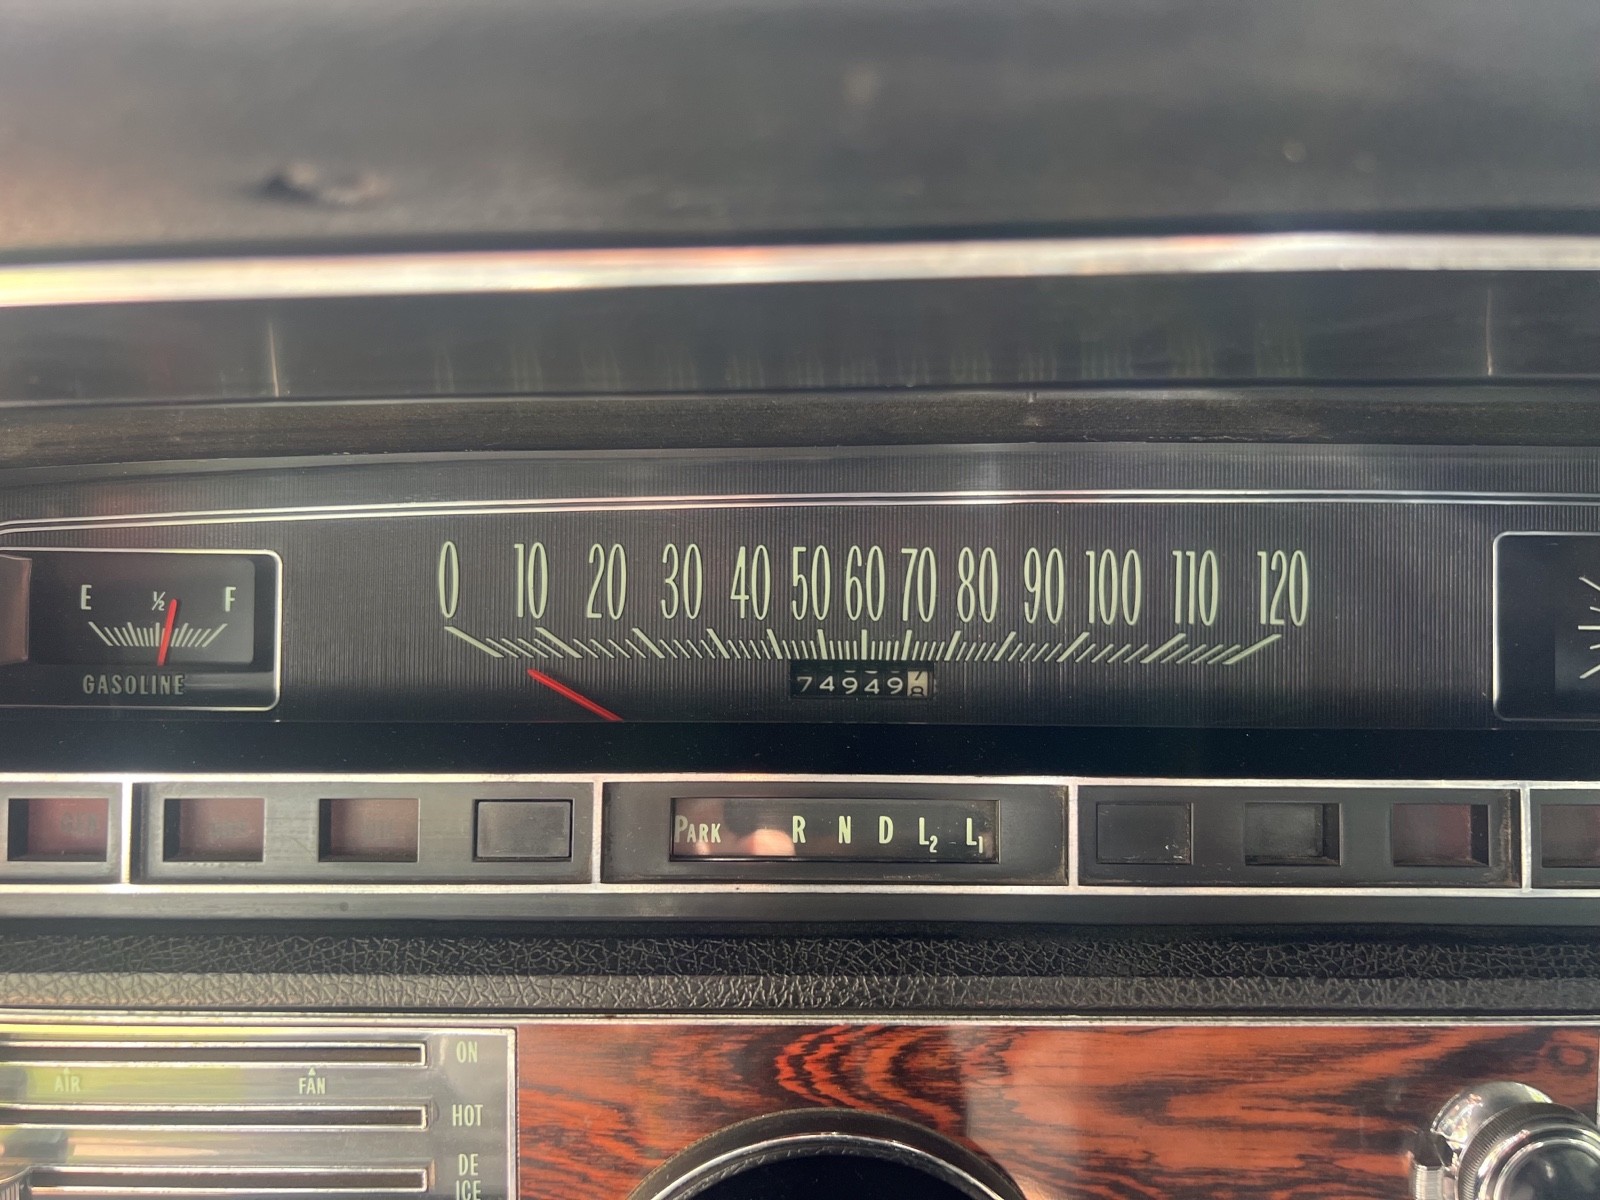 0 10 20 30 40 50 60 70 80 90 100 110 120
E ½ F
GASOLINE
74949
PARK R N D L2 L1
ON
AIR FAN
HOT
DE
ICE